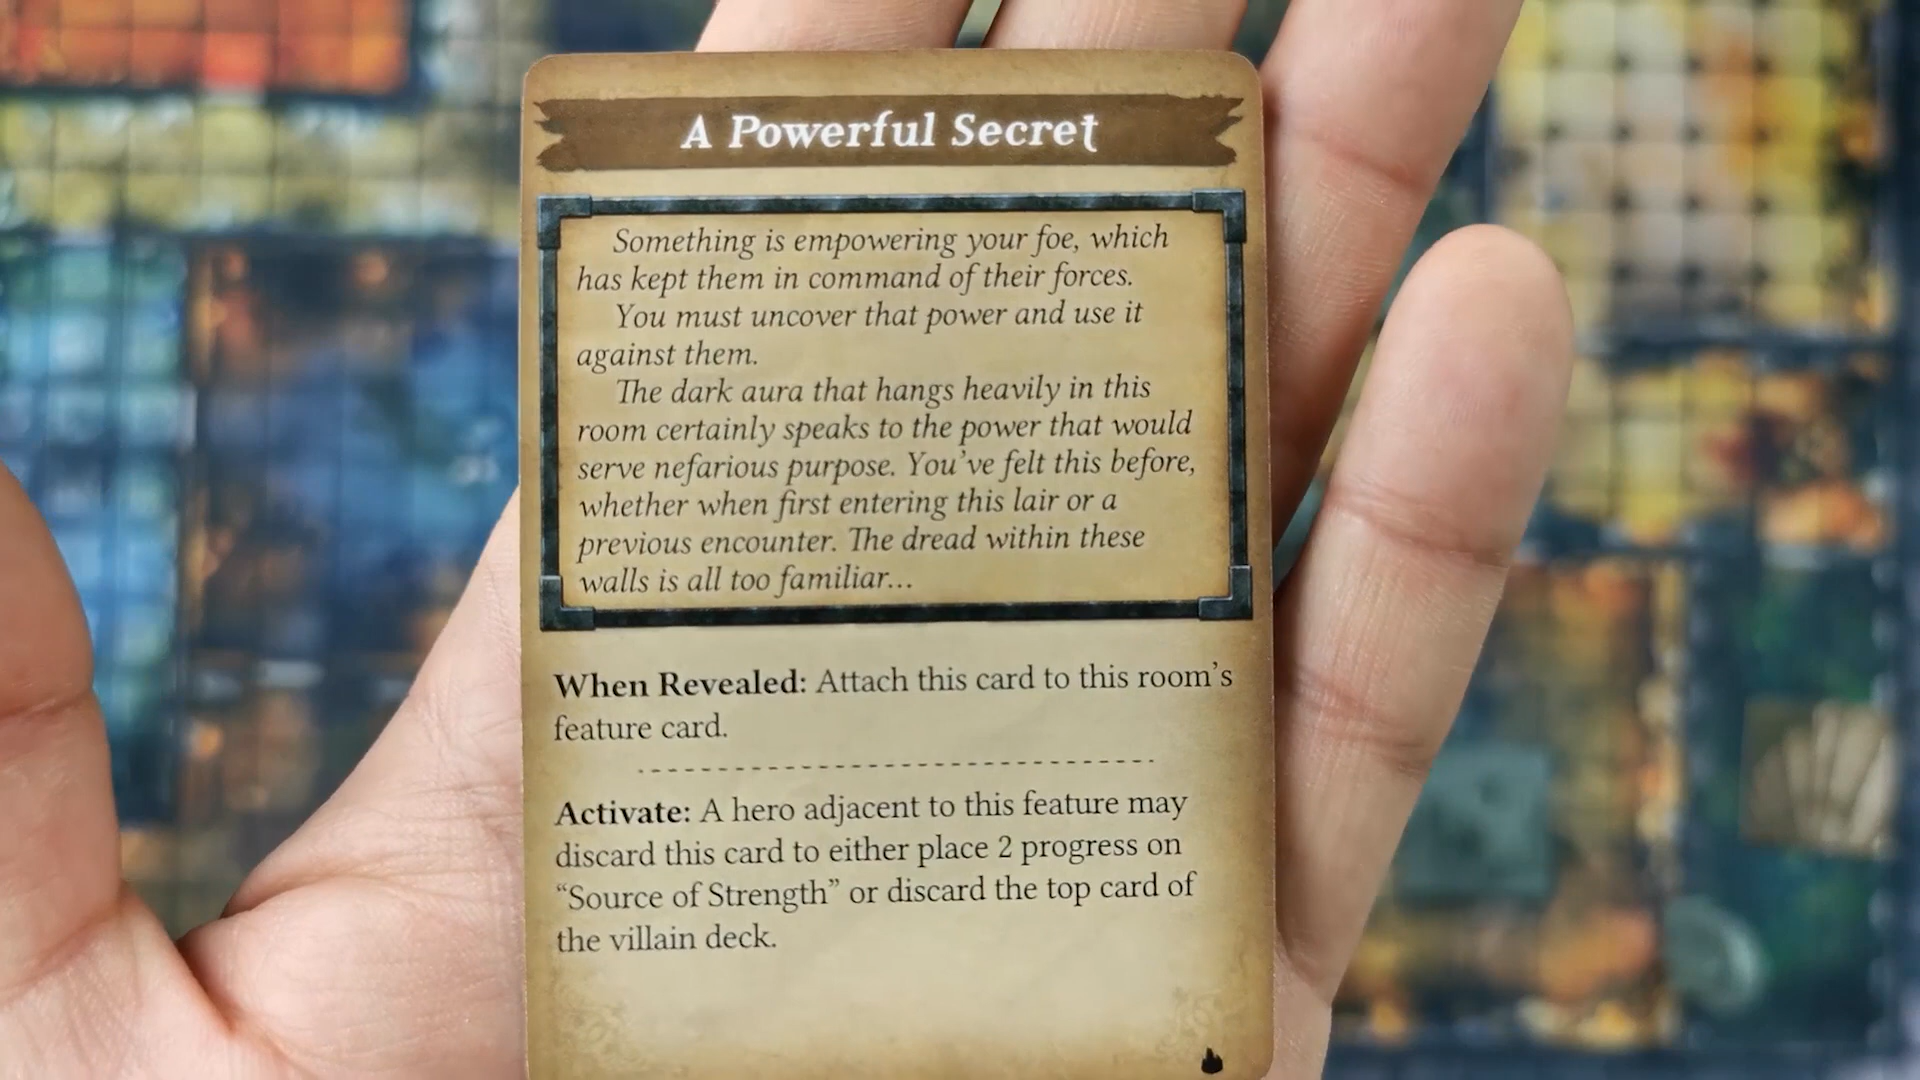 A Powerful Secret
Something is empowering your foe, which
has kept them in command of their forces.
You must uncover that power and use it
against them.
The dark aura that hangs heavily in this
room certainly speaks to the power that would
serve nefarious purpose. You've felt this before,
whether when first entering this lair or a
previous encounter. The dread within these
walls is all too familiar...
When Revealed: Attach this card to this room's
feature card.
Activate: A hero adjacent to this feature may
discard this card to either place 2 progress on
“Source of Strength” or discard the top card of
the villain deck.